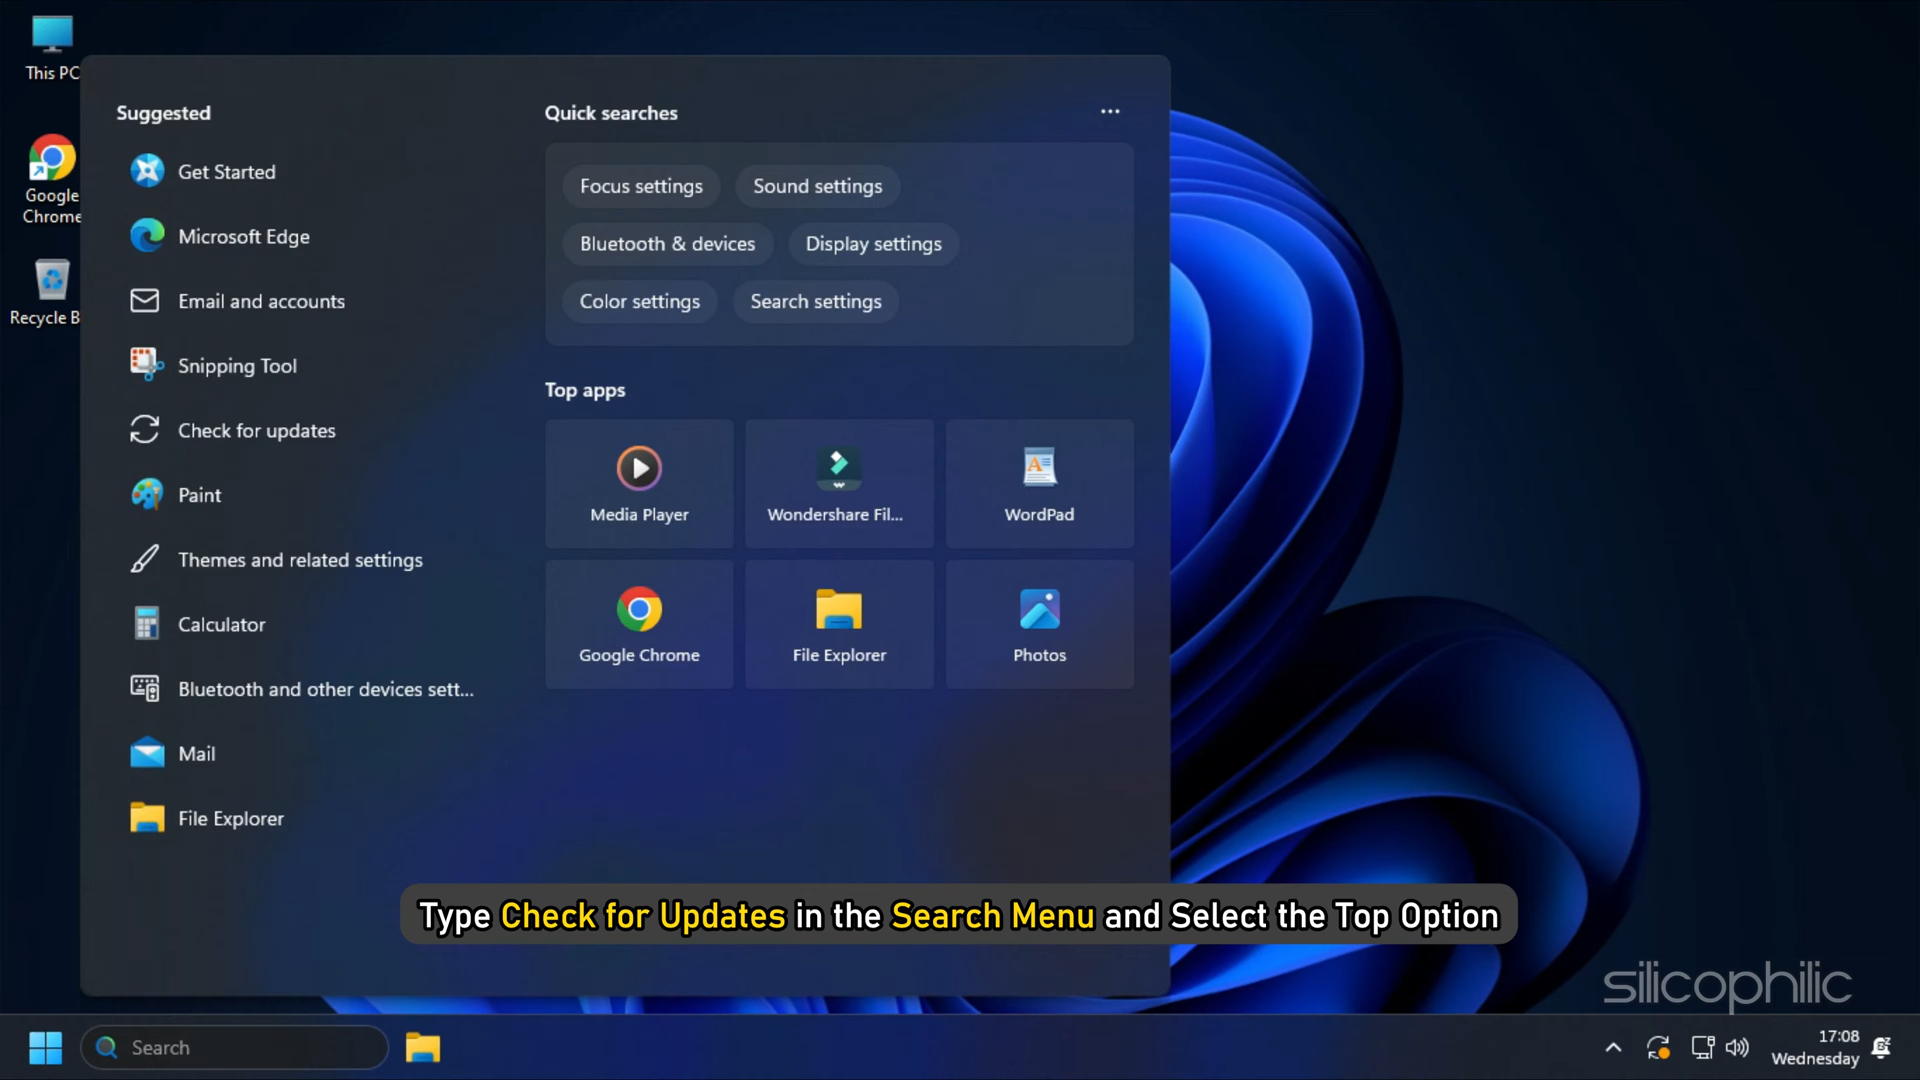 This PC
Google
Chrome
Recycle B
Suggested
Get Started
Microsoft Edge
Email and accounts
Snipping Tool
Check for updates
Paint
Themes and related settings
Calculator
Bluetooth and other devices sett...
Mail
File Explorer
Quick searches
Focus settings
Sound settings
Bluetooth & devices
Display settings
Color settings
Search settings
Top apps
Media Player
Wondershare Fil...
WordPad
Google Chrome
File Explorer
Photos
Type Check for Updates in the Search Menu and Select the Top Option
silicophilic
Search
17:08
Wednesday